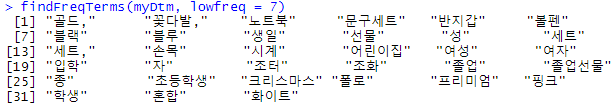 > findFreqTerms(myDtm, lowfreq = 7)
[1] "골드," "꽃다발," "노트북" "문구세트" "반지갑" "볼펜"
[7] "블랙" "블루" "생일" "선물" "성" "세트"
[13] "세트," "손목" "시계" "어린이집" "여성" "여자"
[19] "입학" "자" "조터" "조화" "졸업" "졸업선물"
[25] "종" "초등학생" "크리스마스" "폴로" "프리미엄" "핑크"
[31] "학생" "혼합" "화이트"